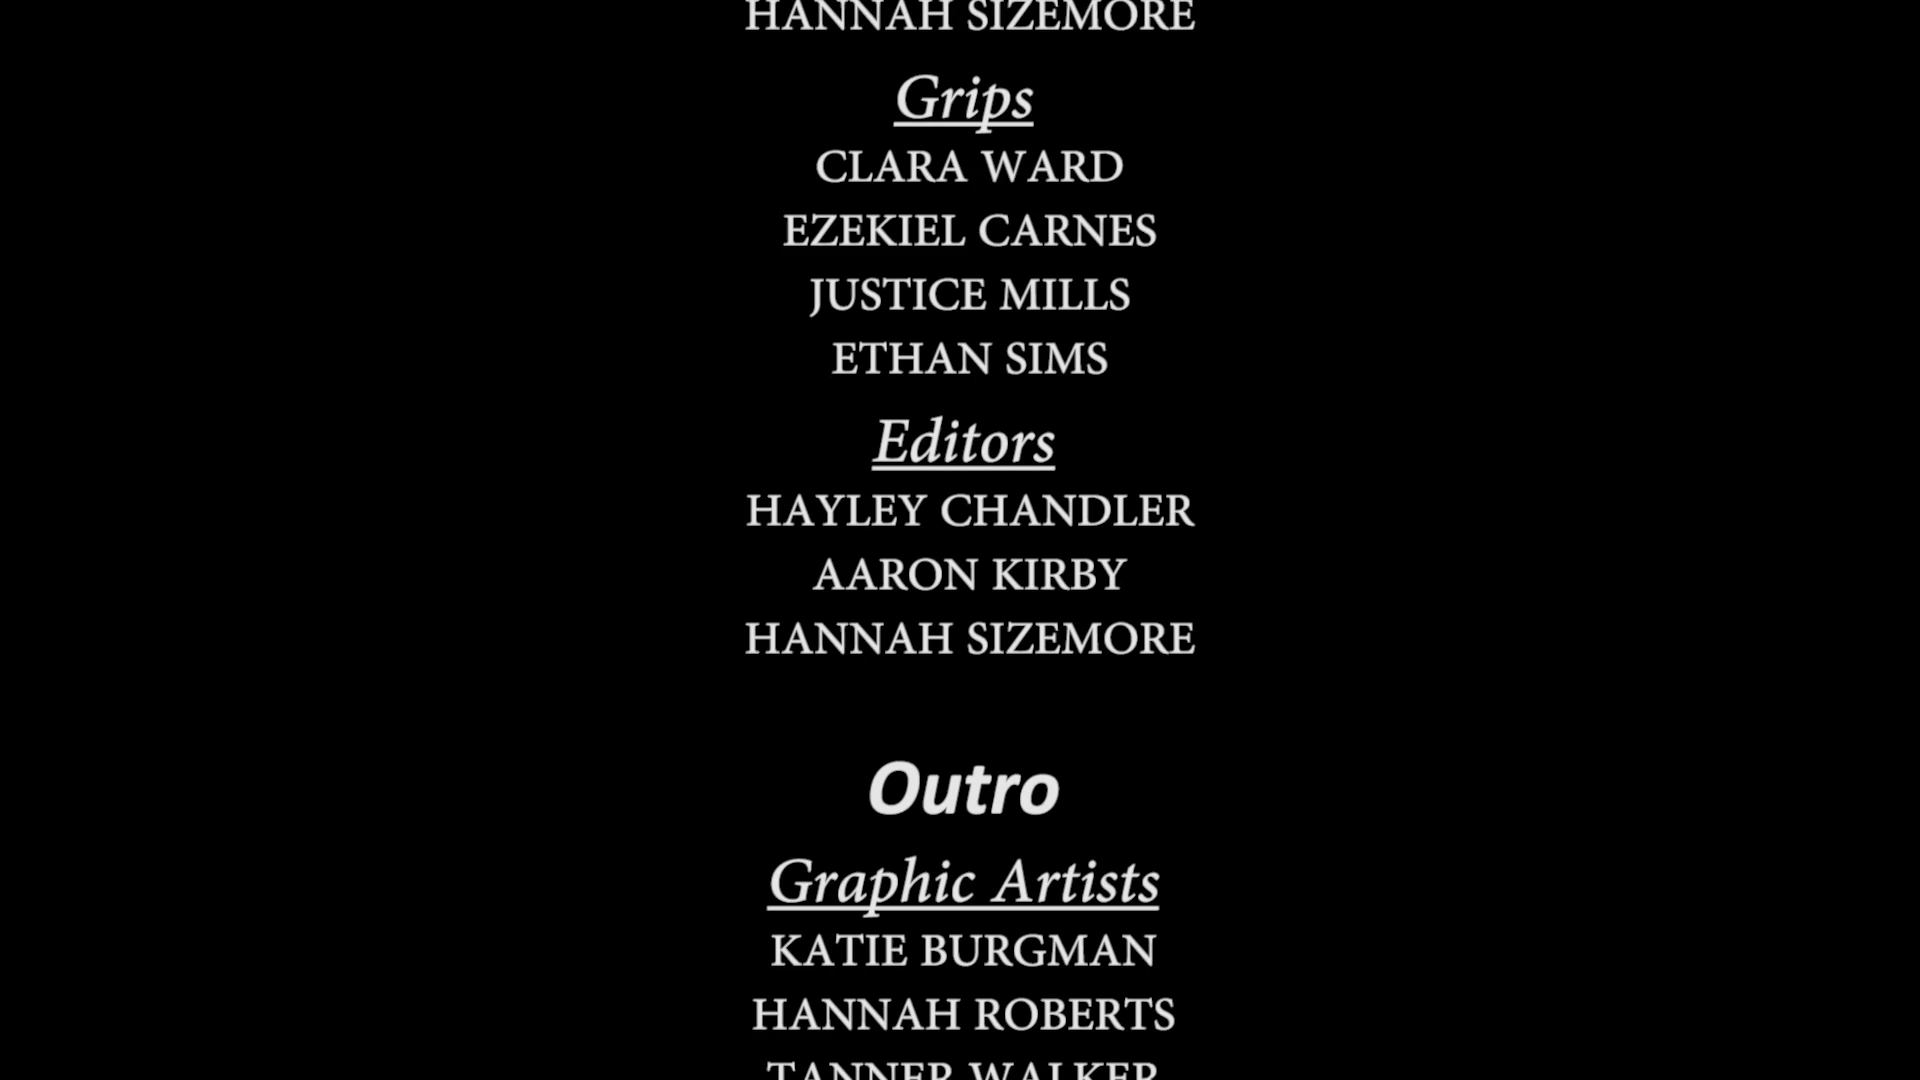 HANNAH SIZEMORE
Grips
CLARA WARD
EZEKIEL CARNES
JUSTICE MILLS
ETHAN SIMS
Editors
HAYLEY CHANDLER
AARON KIRBY
HANNAH SIZEMORE
Outro
Graphic Artists
KATIE BURGMAN
HANNAH ROBERTS
TANNER WALKER